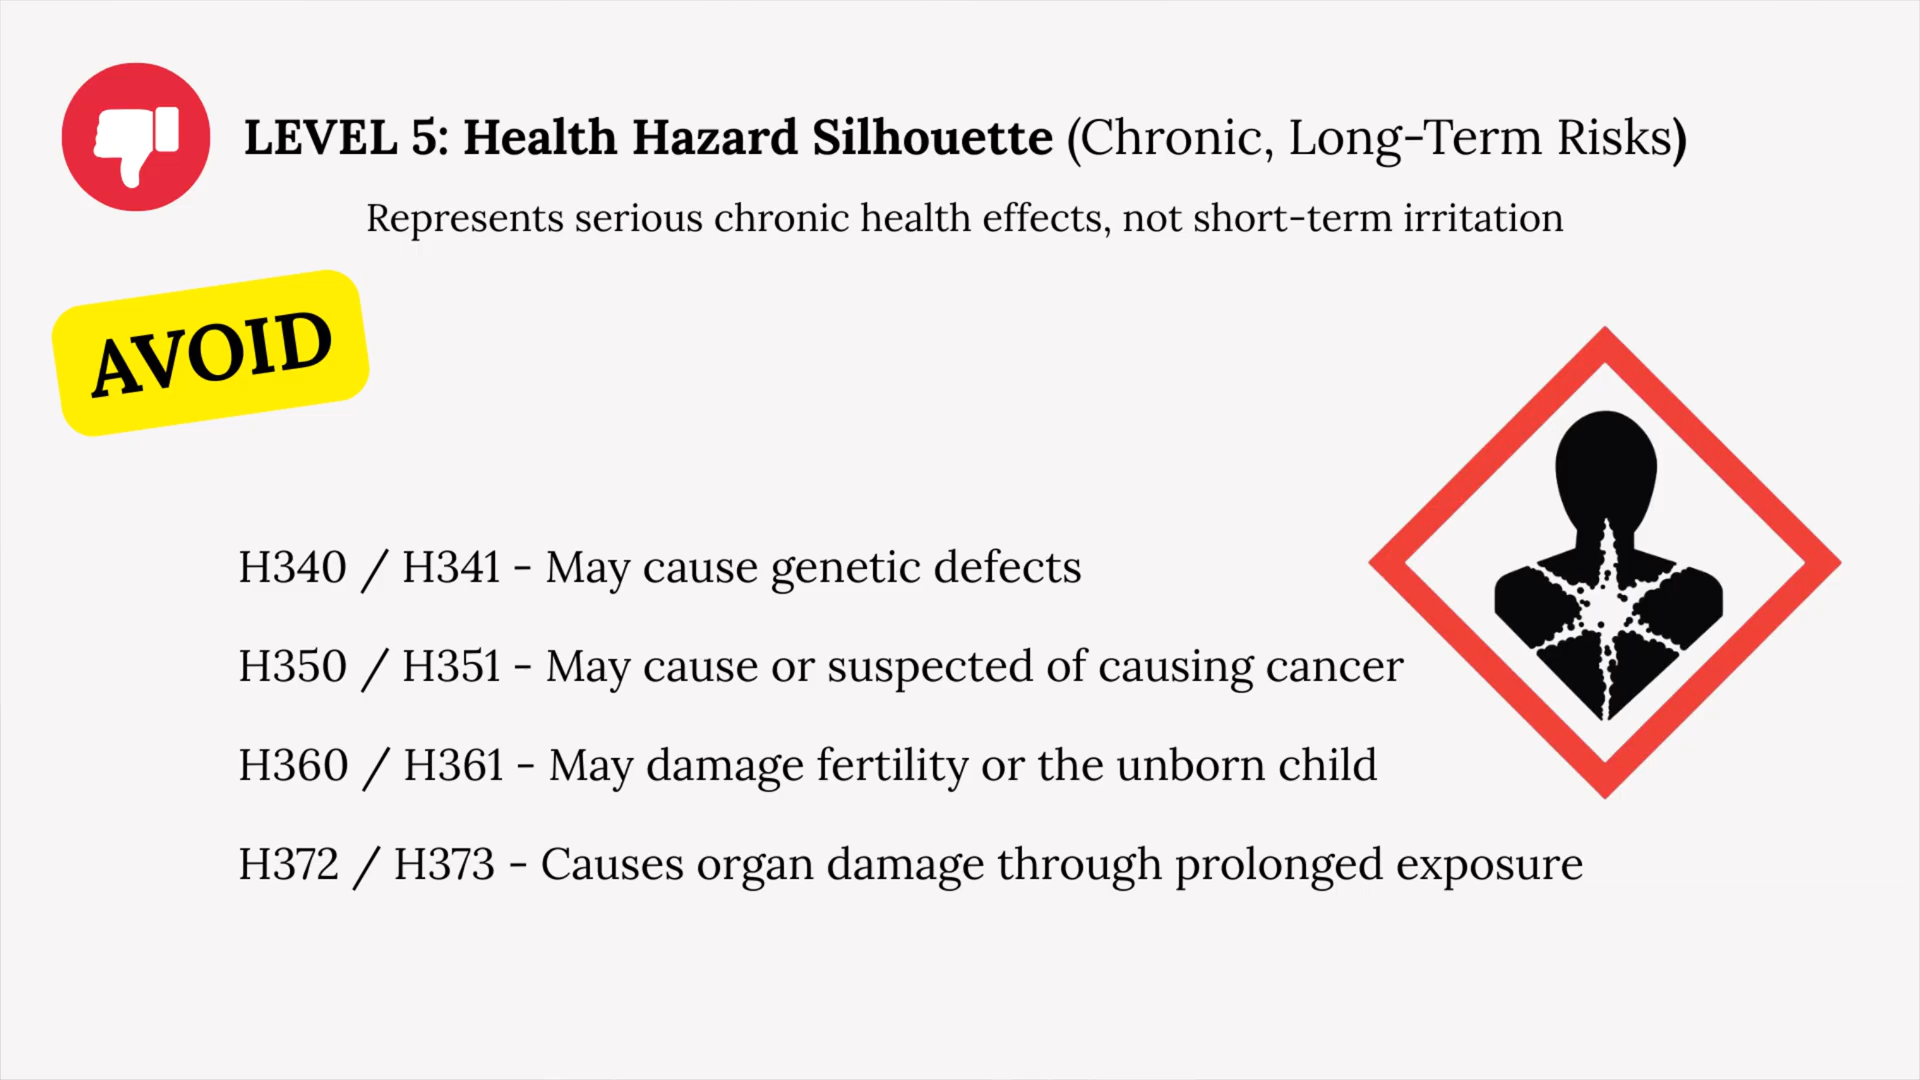 LEVEL 5: Health Hazard Silhouette (Chronic, Long-Term Risks)
Represents serious chronic health effects, not short-term irritation
AVOID
H340 / H341 - May cause genetic defects
H350 / H351 - May cause or suspected of causing cancer
H360 / H361 - May damage fertility or the unborn child
H372 / H373 - Causes organ damage through prolonged exposure